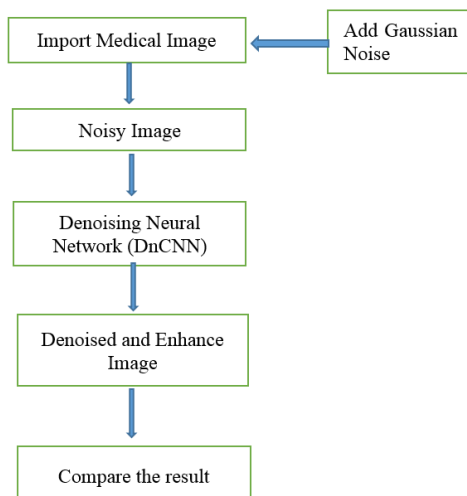 Import Medical Image
Add Gaussian
Noise
Noisy Image
Denoising Neural
Network (DnCNN)
Denoised and Enhance
Image
Compare the result